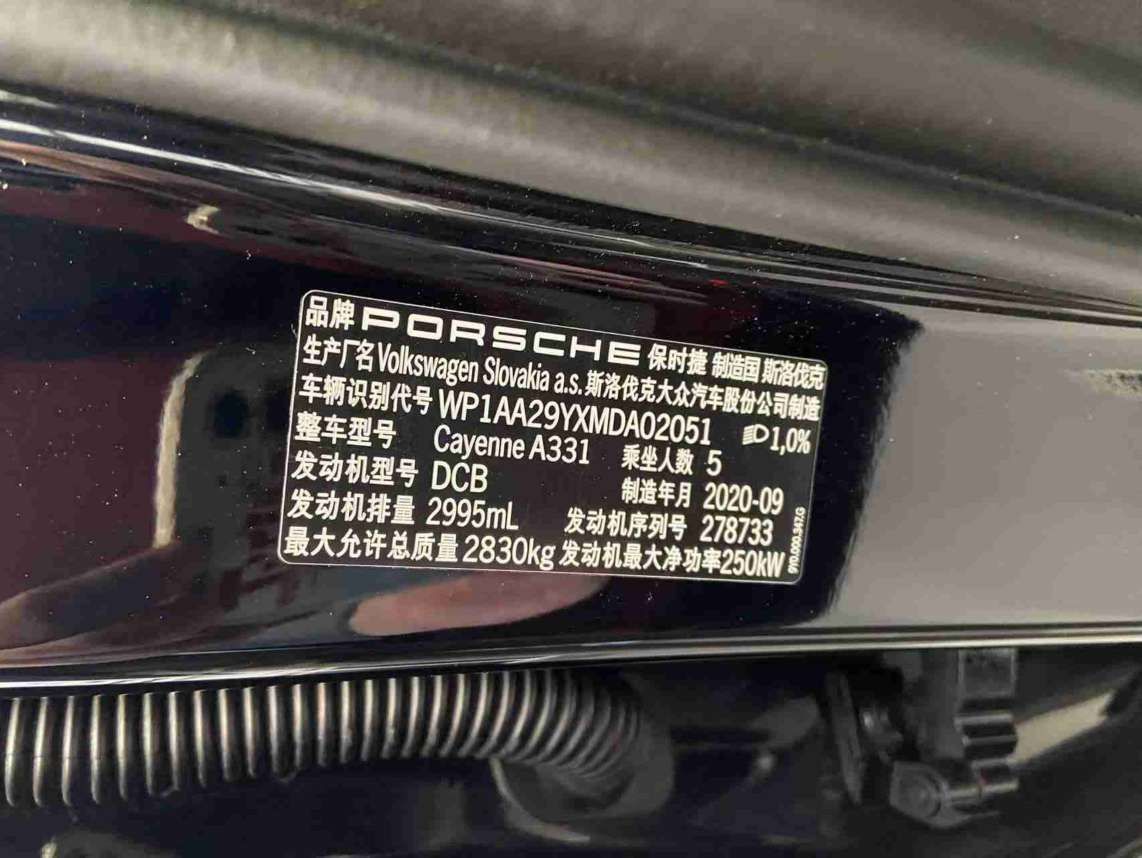 品牌 PORSCHE 保时捷 制造国 斯洛伐克
生产厂名 Volkswagen Slovakia a.s. 斯洛伐克大众汽车股份公司制造
车辆识别代号 WP1AA29YXMDA02051 1,0%
整车型号 Cayenne A331 乘坐人数 5
发动机型号 DCB 制造年月 2020-09
发动机排量 2995mL 发动机序列号 278733
最大允许总质量 2830kg 发动机最大净功率 250kW
9Y0.000.347.G